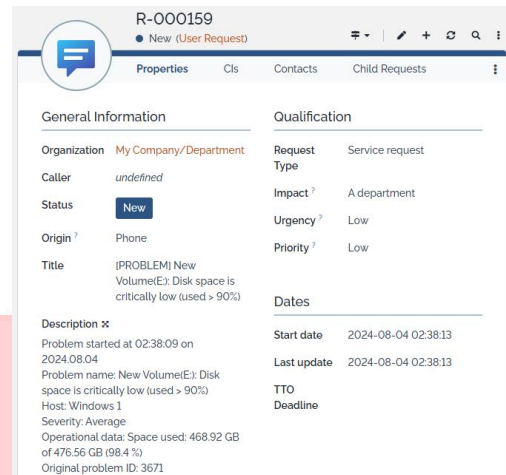 R-000159
New (User Request)
Properties CIs Contacts Child Requests
General Information
Organization My Company/Department
Caller undefined
Status New
Origin ? Phone
Title [PROBLEM] New
Volume(E:): Disk space is
critically low (used > 90%)
Description
Problem started at 02:38:09 on
2024.08.04
Problem name: New Volume(E:): Disk
space is critically low (used > 90%)
Host: Windows 1
Severity: Average
Operational data: Space used: 468.92 GB
of 476.56 GB (98.4 %)
Original problem ID: 3671
Qualification
Request
Type Service request
Impact ? A department
Urgency ? Low
Priority ? Low
Dates
Start date 2024-08-04 02:38:13
Last update 2024-08-04 02:38:13
TTO
Deadline